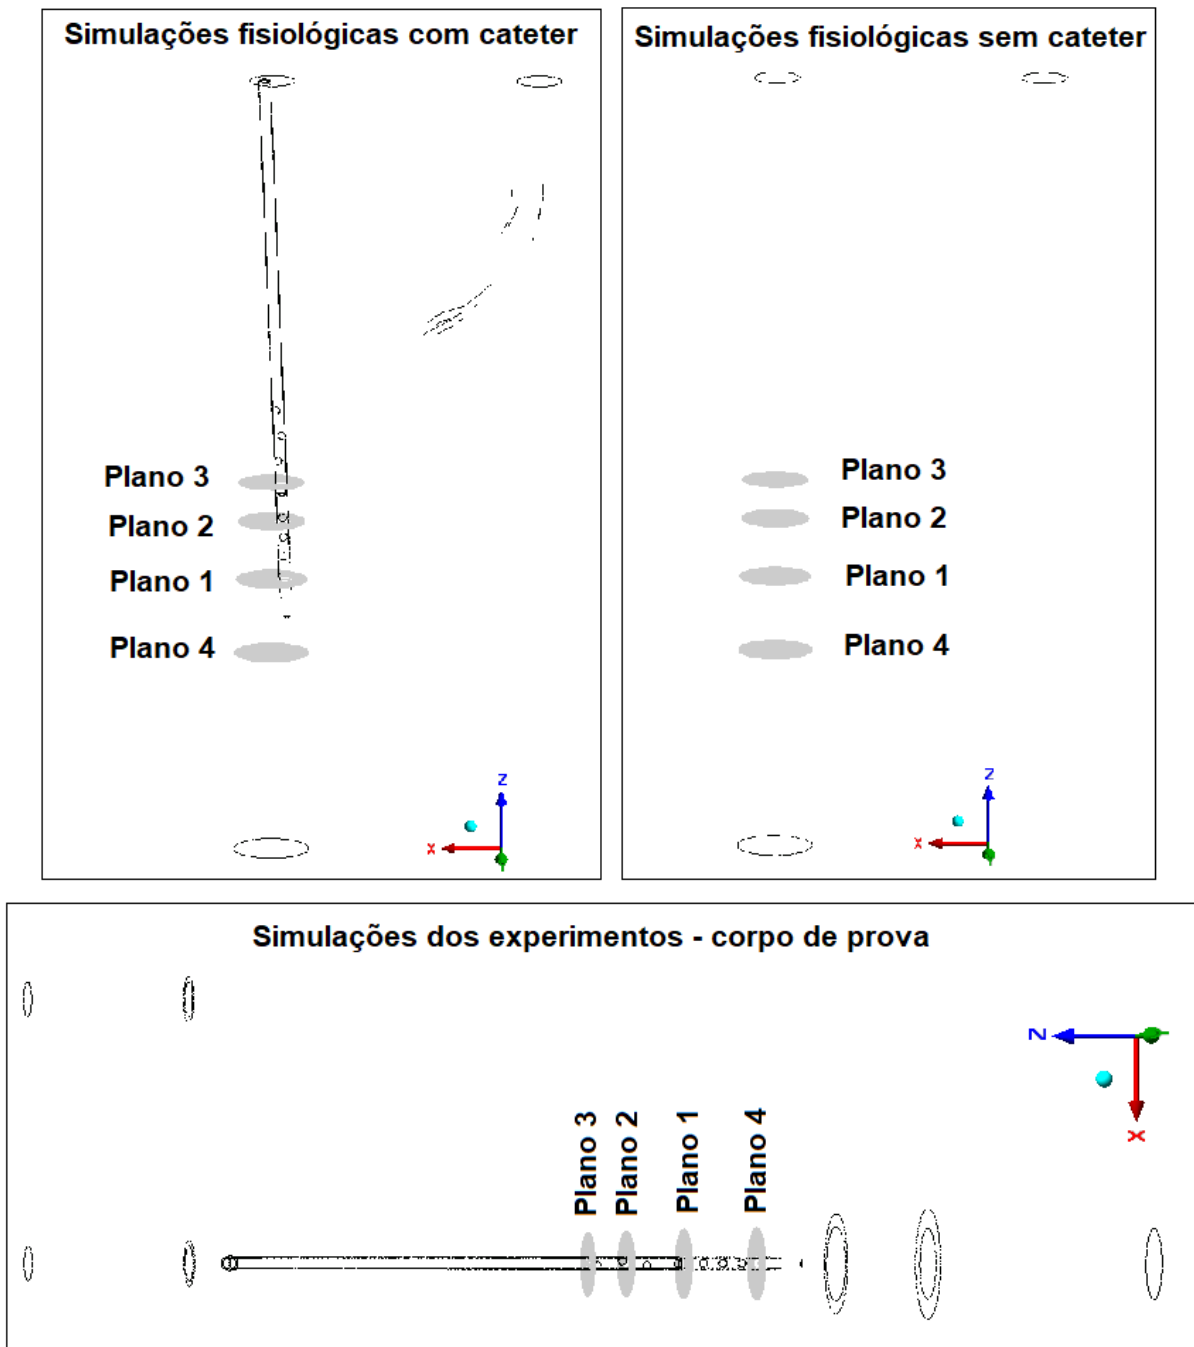 Simulações fisiológicas com cateter
Plano 3
Plano 2
Plano 1
Plano 4
Z
X
Simulações fisiológicas sem cateter
Plano 3
Plano 2
Plano 1
Plano 4
Z
X
Simulações dos experimentos - corpo de prova
Plano 3
Plano 2
Plano 1
Plano 4
Z
X